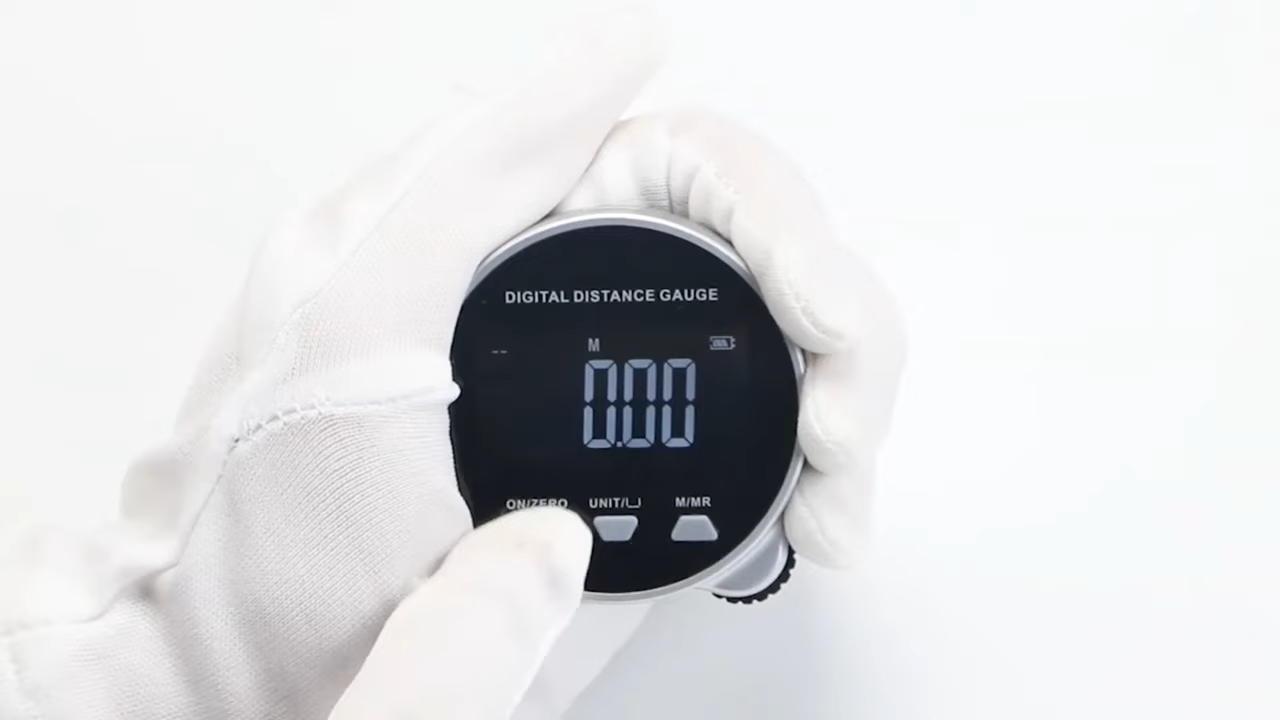 DIGITAL DISTANCE GAUGE
-- M
0.00
ON/ZERO UNIT/⎵ M/MR